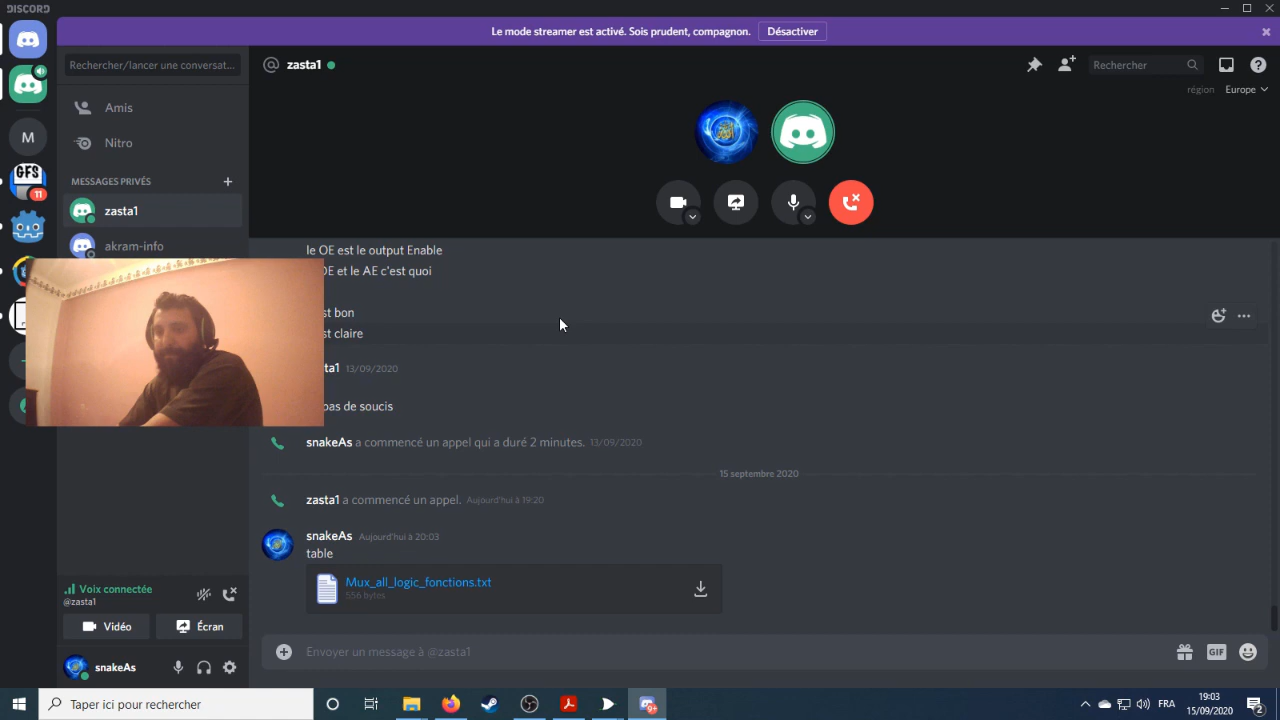 DISCORD
Le mode streamer est activé. Sois prudent, compagnon.
Désactiver
Rechercher/lancer une conversat...
zasta1
Rechercher
région
Europe
Amis
Nitro
MESSAGES PRIVÉS
zasta1
akram-info
M
GFS
11
le OE est le output Enable
OE et le AE c'est quoi
st bon
st claire
ta1 13/09/2020
pas de soucis
snakeAs a commencé un appel qui a duré 2 minutes. 13/09/2020
15 septembre 2020
zasta1 a commencé un appel. Aujourd'hui à 19:20
snakeAs Aujourd'hui à 20:03
table
Mux_all_logic_fonctions.txt
556 bytes
Voix connectée
@zasta1
Vidéo
Écran
snakeAs
Envoyer un message à @zasta1
GIF
Taper ici pour rechercher
9+
FRA
19:03
15/09/2020
2